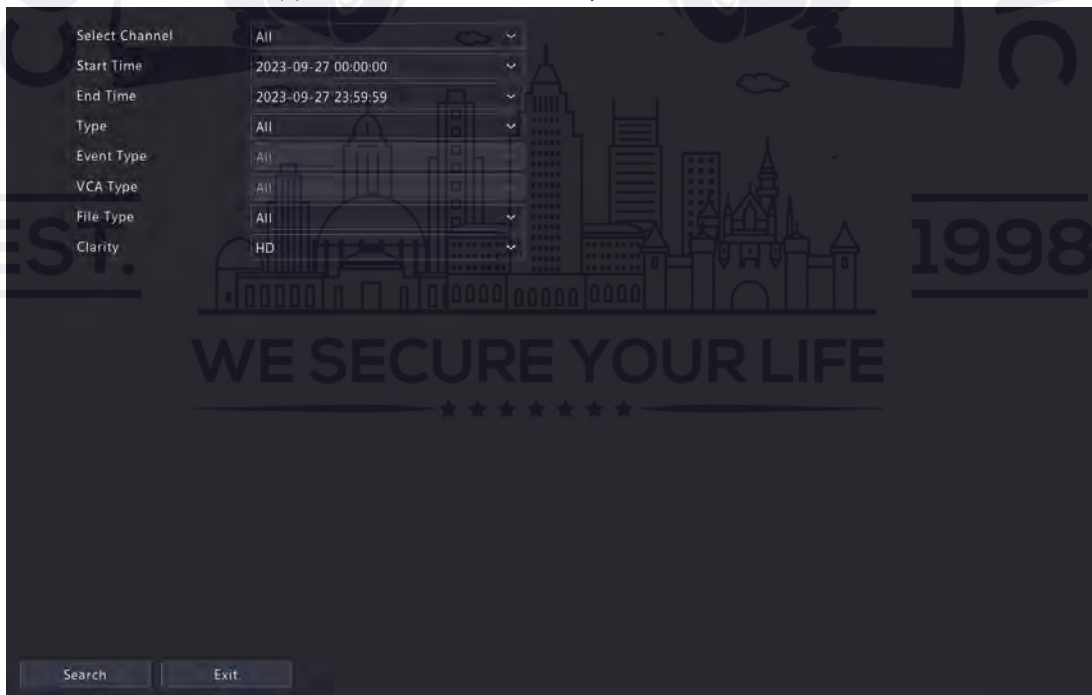 Select Channel All
Start Time 2023-09-27 00:00:00
End Time 2023-09-27 23:59:59
Type All
Event Type All
VCA Type All
File Type All
Clarity HD
EST. 1998
WE SECURE YOUR LIFE
Search Exit